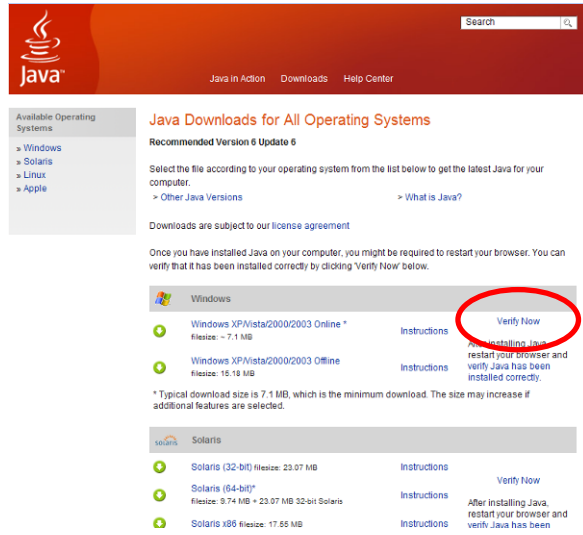 Search
Java™
Java in Action Downloads Help Center
Available Operating
Systems
» Windows
» Solaris
» Linux
» Apple
Java Downloads for All Operating Systems
Recommended Version 6 Update 6
Select the file according to your operating system from the list below to get the latest Java for your
computer.
> Other Java Versions > What is Java?
Downloads are subject to our license agreement
Once you have installed Java on your computer, you might be required to restart your browser. You can
verify that it has been installed correctly by clicking 'Verify Now' below.
Windows
Windows XP/Vista/2000/2003 Online *
filesize: ~ 7.1 MB
Instructions
Windows XP/Vista/2000/2003 Offline
filesize: 15.18 MB
Instructions
Verify Now
After installing Java,
restart your browser and
verify Java has been
installed correctly.
* Typical download size is 7.1 MB, which is the minimum download. The size may increase if
additional features are selected.
solaris Solaris
Solaris (32-bit) filesize: 23.07 MB Instructions
Solaris (64-bit)*
filesize: 9.74 MB + 23.07 MB 32-bit Solaris
Instructions
Solaris x86 filesize: 17.55 MB Instructions
Verify Now
After installing Java,
restart your browser and
verify Java has been